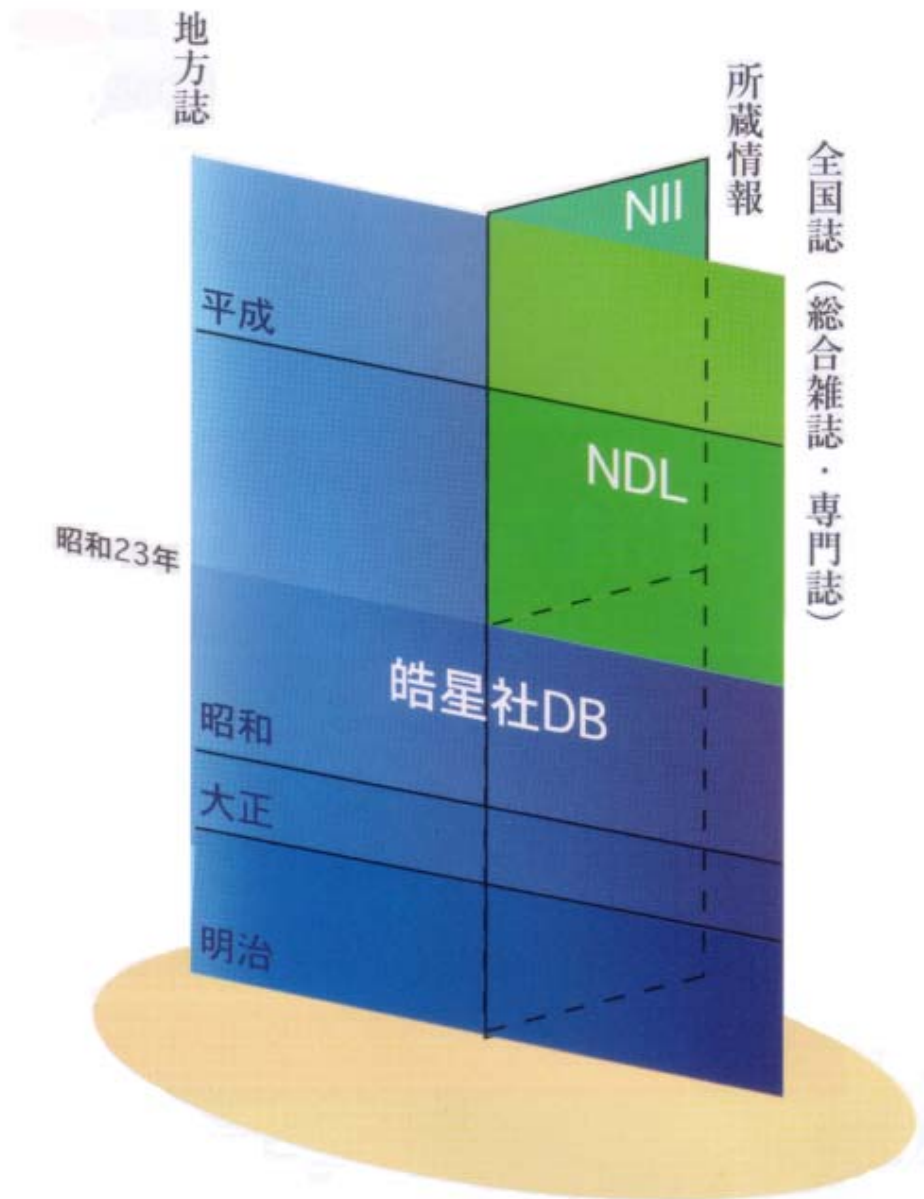 地方誌
所蔵情報
全国誌（総合雑誌・専門誌）
NII
平成
NDL
昭和23年
皓星社DB
昭和
大正
明治